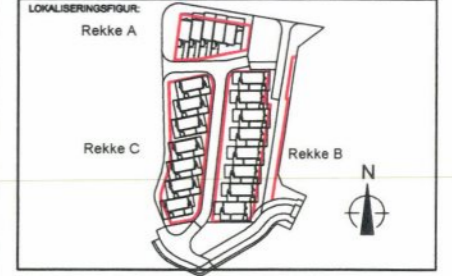 LOKALISERINGSFIGUR:
Rekke A
Rekke C
Rekke B
N